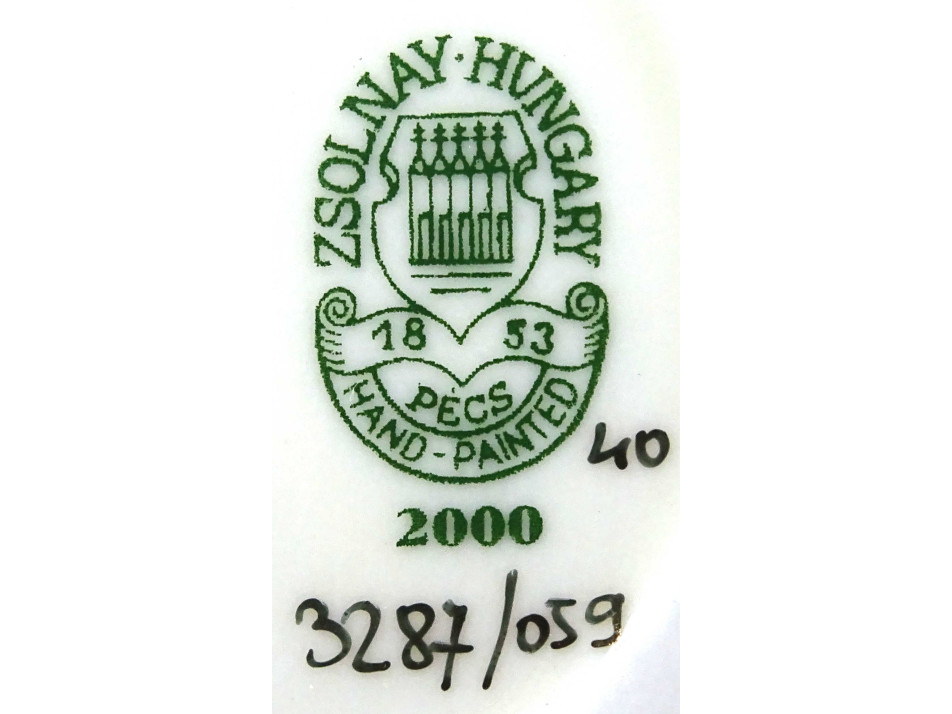 ZSOLNAY · HUNGARY
18 53
PÉCS
HAND-PAINTED
40
2000
3287/059